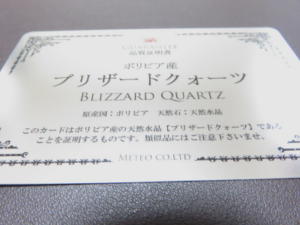 GUARANTEE
品質証明書
ボリビア産
ブリザードクォーツ
BLIZZARD QUARTZ
原産国：ボリビア 天然石：天然水晶
このカードはボリビア産の天然水晶【ブリザードクォーツ】である
ことを証明するものです。類似品にはご注意下さいませ。
METEO CO.LTD